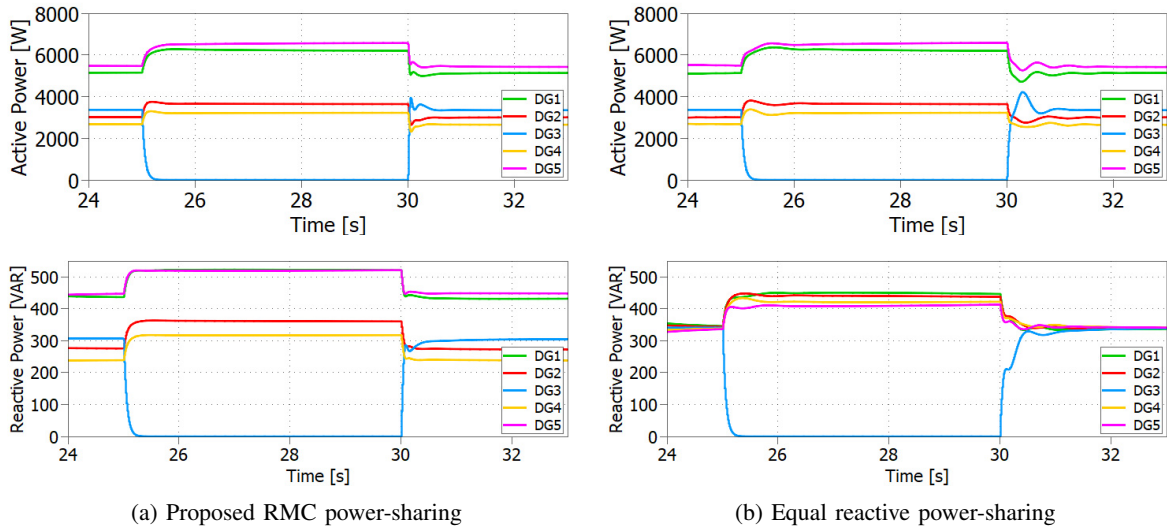 Active Power [W]
8000
6000
4000
2000
0
DG1
DG2
DG3
DG4
DG5
24 26 28 30 32
Time [s]
Active Power [W]
8000
6000
4000
2000
0
DG1
DG2
DG3
DG4
DG5
24 26 28 30 32
Time [s]
Reactive Power [VAR]
500
400
300
200
100
0
DG1
DG2
DG3
DG4
DG5
24 26 28 30 32
Time [s]
Reactive Power [VAR]
500
400
300
200
100
0
DG1
DG2
DG3
DG4
DG5
24 26 28 30 32
Time [s]
(a) Proposed RMC power-sharing
(b) Equal reactive power-sharing